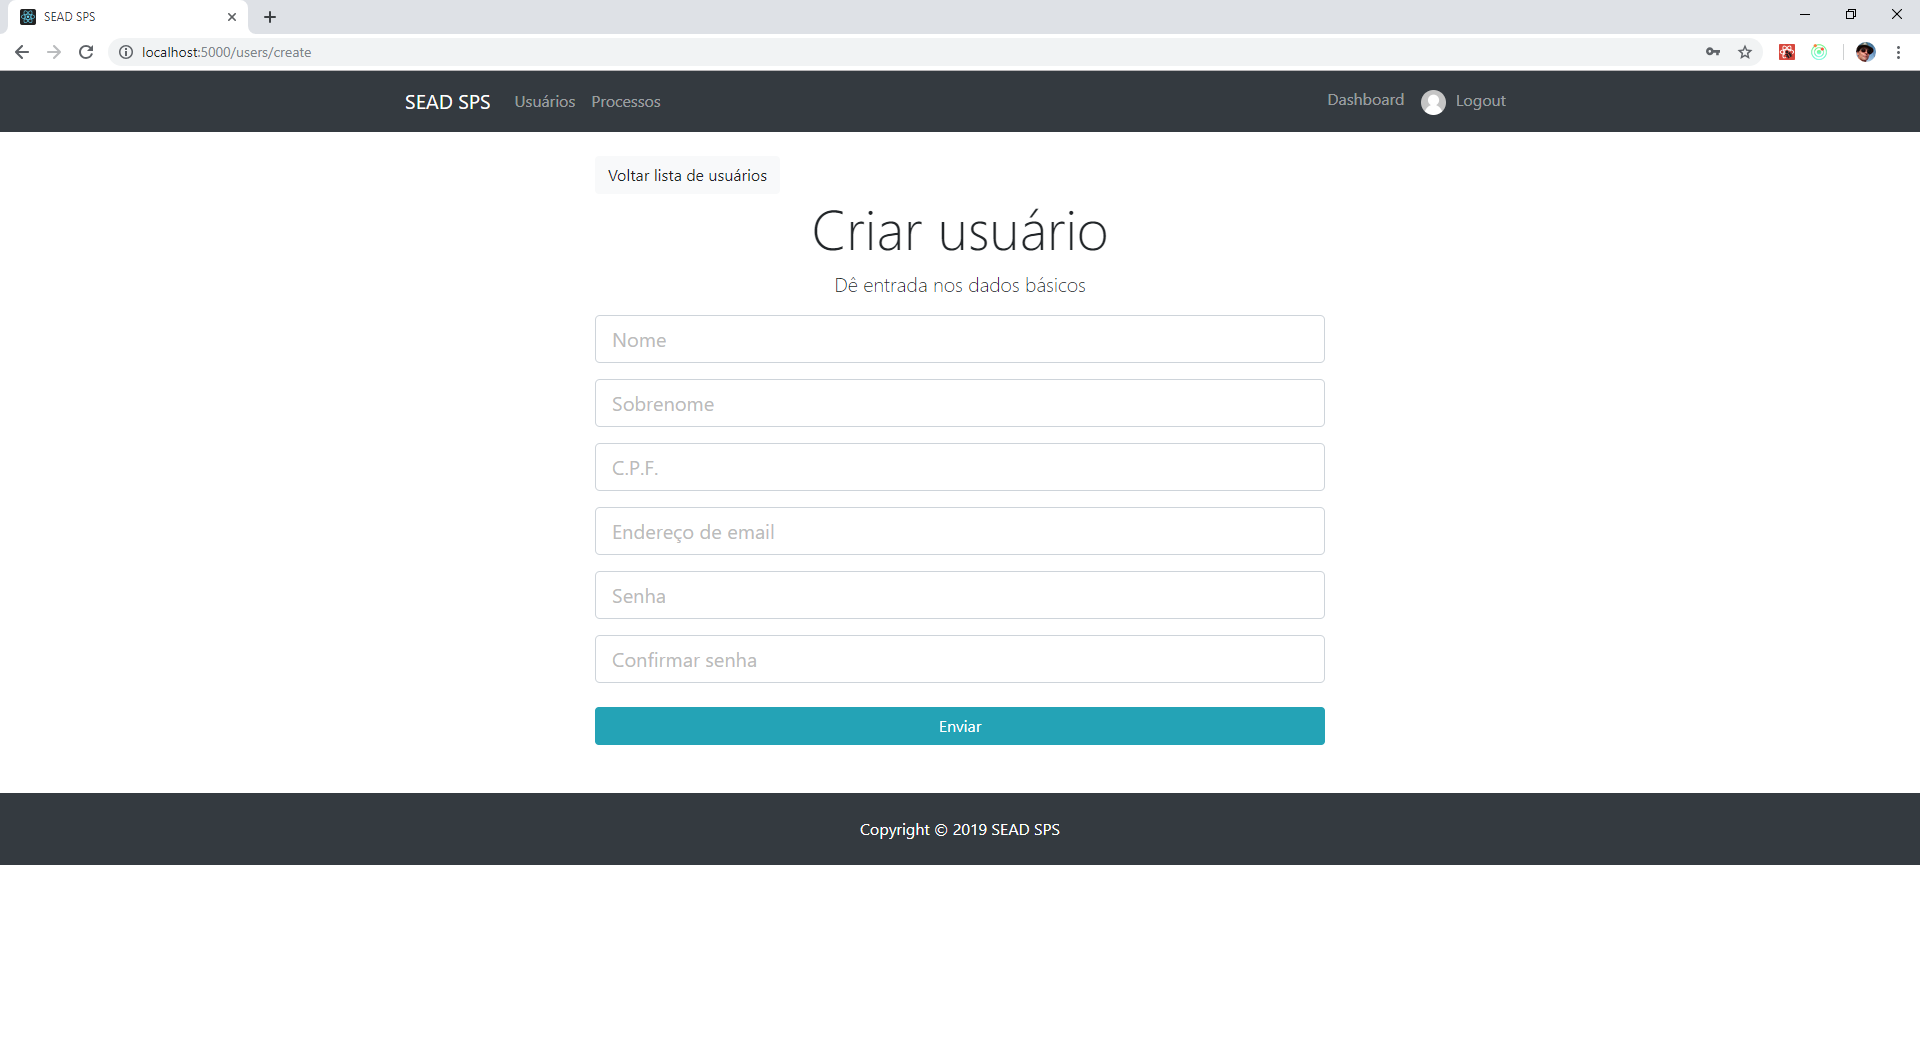 SEAD SPS
localhost:5000/users/create
SEAD SPS Usuários Processos Dashboard Logout
Voltar lista de usuários
Criar usuário
Dê entrada nos dados básicos
Nome
Sobrenome
C.P.F.
Endereço de email
Senha
Confirmar senha
Enviar
Copyright © 2019 SEAD SPS